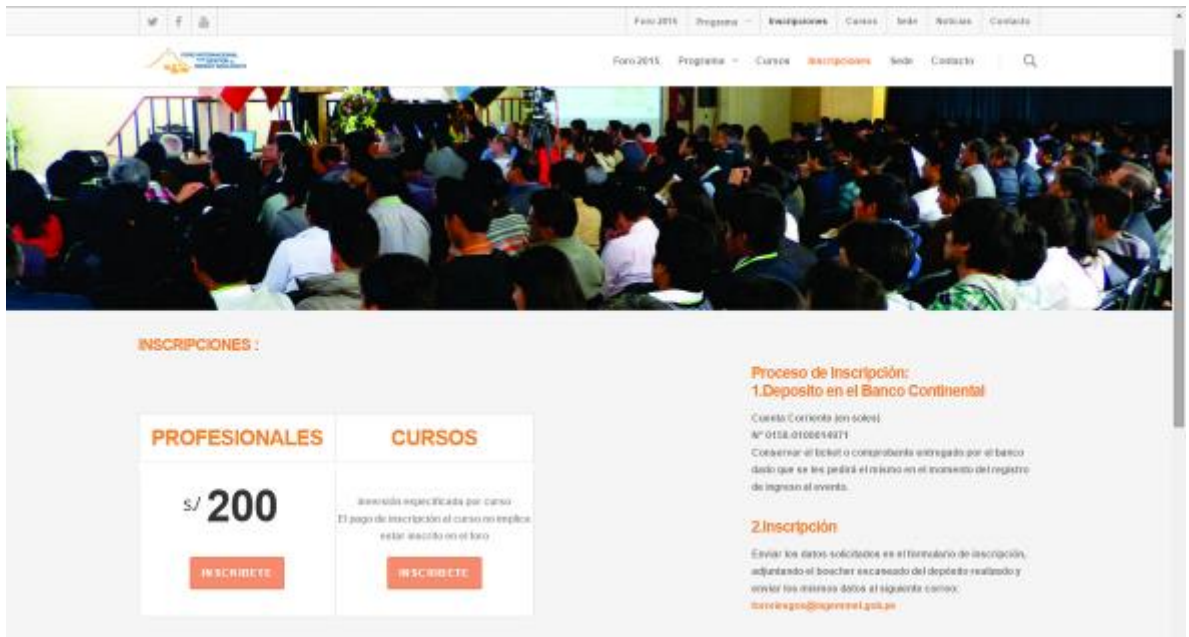 Foro 2015 Programa Inscripciones Cursos Sede Noticias Contacto
FORO INTERNACIONAL
Foro 2015 Programa Cursos Inscripciones Sede Contacto
INSCRIPCIONES :
PROFESIONALES
s/ 200
INSCRIBETE
CURSOS
Inversión especificada por curso
El pago de inscripción al curso no implica
estar inscrito en el foro
INSCRIBETE
Proceso de Inscripción:
1.Deposito en el Banco Continental
Cuenta Corriente (en soles)
Conservar el ticket o comprobante entregado por el banco
dado que se les pedirá el mismo en el momento del registro
de ingreso al evento.
2.Inscripción
Enviar los datos solicitados en el formulario de inscripción,
adjuntando el boucher escaneado del depósito realizado y
enviar los mismos datos al siguiente correo: